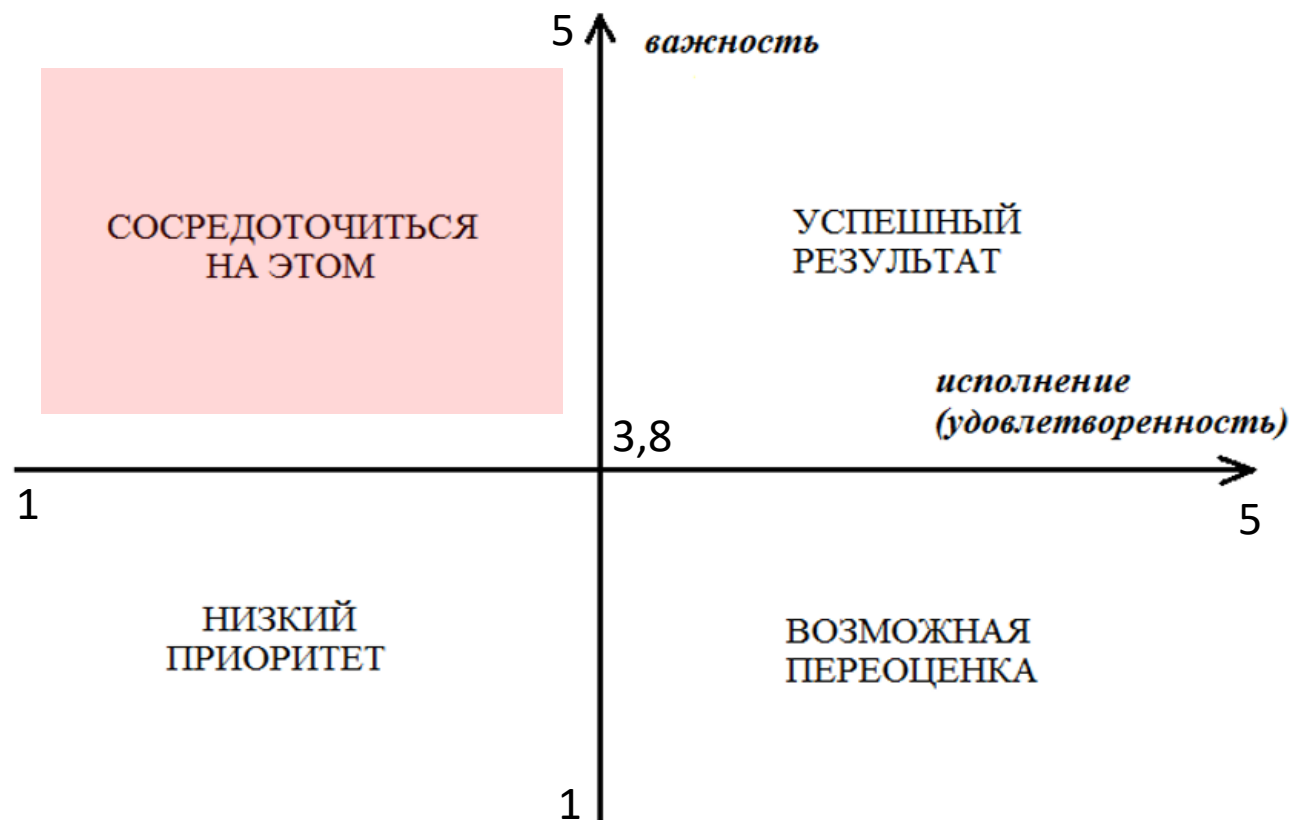 5
важность
СОСРЕДОТОЧИТЬСЯ
НА ЭТОМ
УСПЕШНЫЙ
РЕЗУЛЬТАТ
исполнение
(удовлетворенность)
3,8
1
5
НИЗКИЙ
ПРИОРИТЕТ
ВОЗМОЖНАЯ
ПЕРЕОЦЕНКА
1